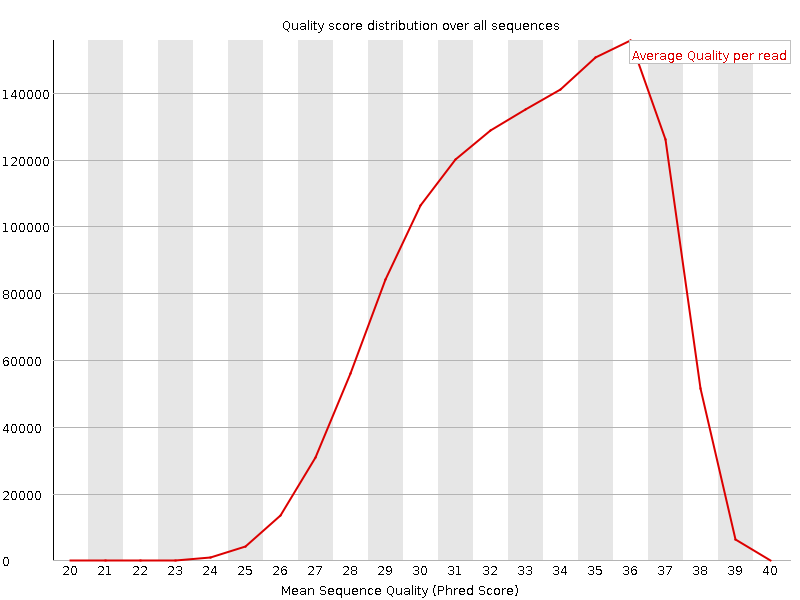 Quality score distribution over all sequences
Average Quality per read
140000
120000
100000
80000
60000
40000
20000
0
20 21 22 23 24 25 26 27 28 29 30 31 32 33 34 35 36 37 38 39 40
Mean Sequence Quality (Phred Score)